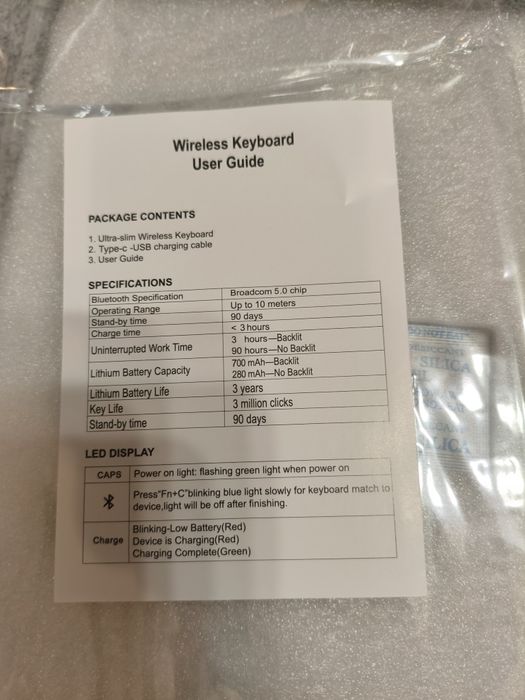 Wireless Keyboard
User Guide
PACKAGE CONTENTS
1. Ultra-slim Wireless Keyboard
2. Type-c -USB charging cable
3. User Guide
SPECIFICATIONS
Bluetooth Specification Broadcom 5.0 chip
Operating Range Up to 10 meters
Stand-by time 90 days
Charge time < 3 hours
Uninterrupted Work Time 3 hours—Backlit
90 hours—No Backlit
Lithium Battery Capacity 700 mAh—Backlit
280 mAh—No Backlit
Lithium Battery Life 3 years
Key Life 3 million clicks
Stand-by time 90 days
LED DISPLAY
CAPS Power on light: flashing green light when power on
Press"Fn+C"blinking blue light slowly for keyboard match to
device,light will be off after finishing.
Charge Blinking-Low Battery(Red)
Device is Charging(Red)
Charging Complete(Green)
DO NOT EAT
SILICA